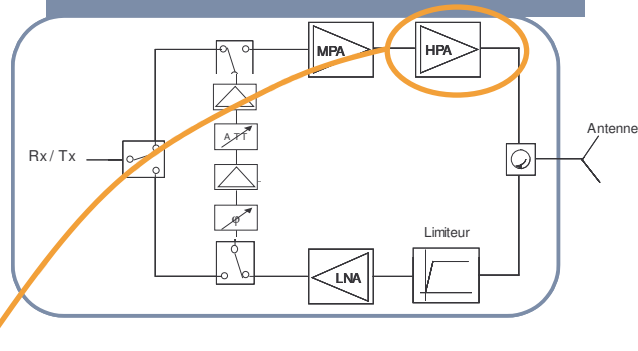 MPA
HPA
ATT
Antenne
Rx / Tx
φ
Limiteur
LNA